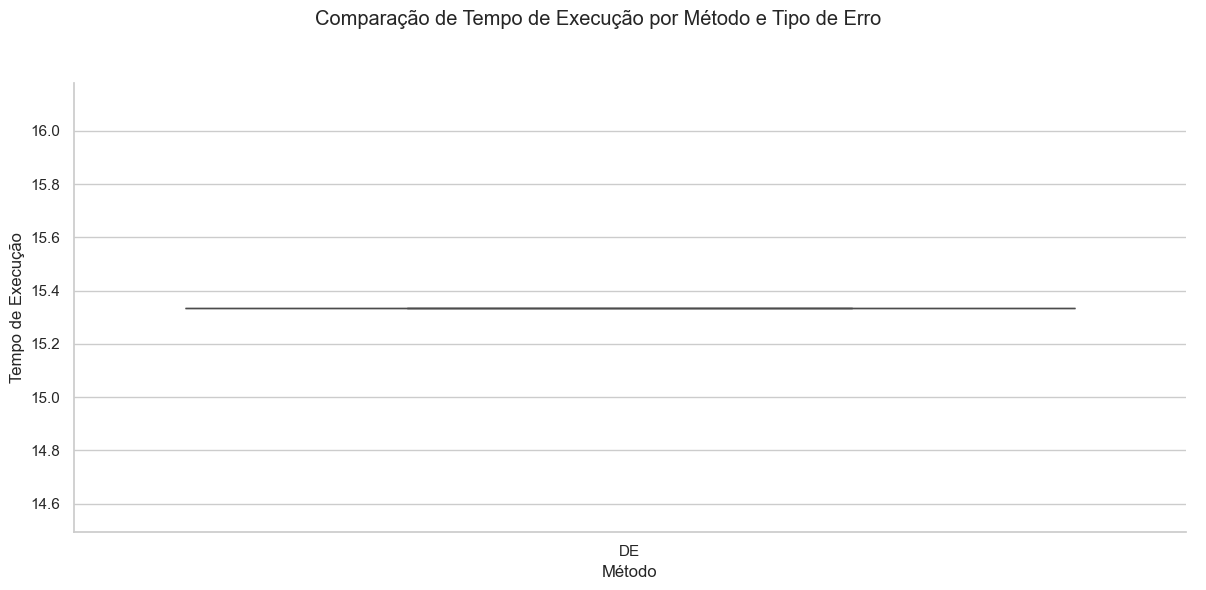 Comparação de Tempo de Execução por Método e Tipo de Erro
16.0
15.8
15.6
15.4
15.2
15.0
14.8
14.6
Tempo de Execução
DE
Método